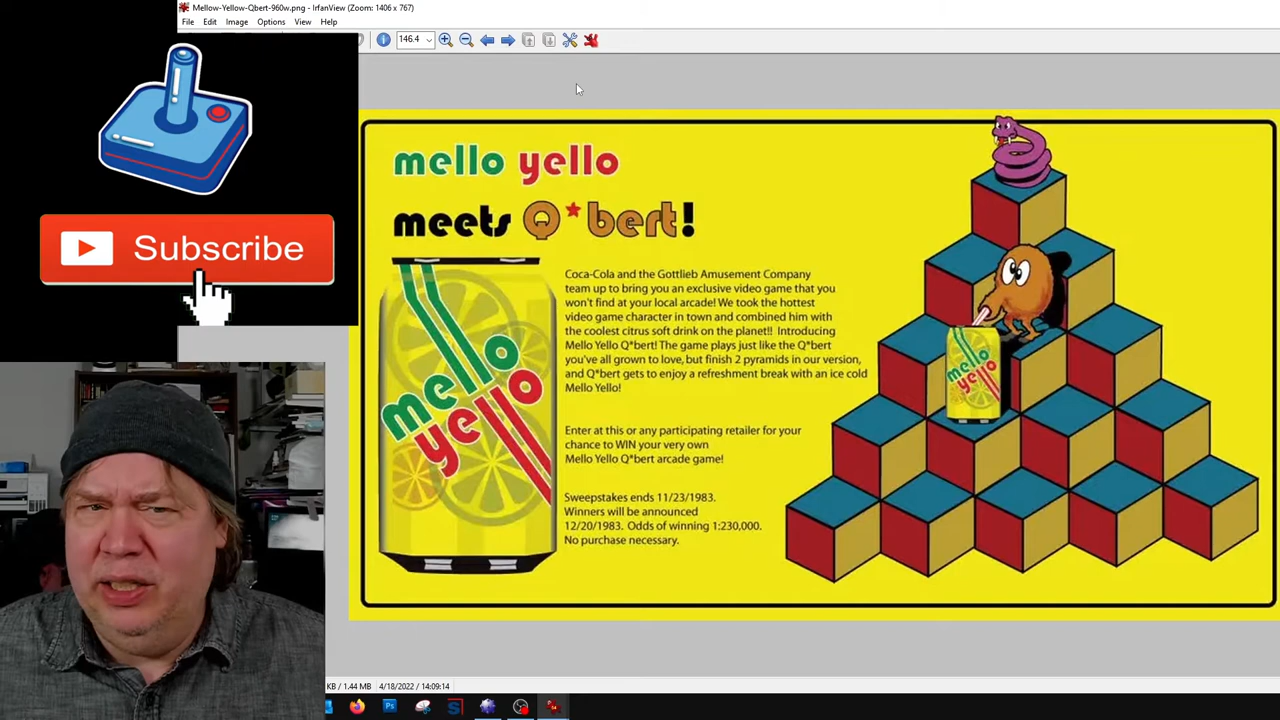 Mellow-Yellow-Qbert-960w.png - IrfanView (Zoom: 1406 x 767)
File Edit Image Options View Help
146.4
Subscribe
mello yello
meets Q*bert!
mello
yello
Coca-Cola and the Gottlieb Amusement Company
team up to bring you an exclusive video game that you
won't find at your local arcade! We took the hottest
video game character in town and combined him with
the coolest citrus soft drink on the planet!! Introducing
Mello Yello Q*bert! The game plays just like the Q*bert
you've all grown to love, but finish 2 pyramids in our version,
and Q*bert gets to enjoy a refreshment break with an ice cold
Mello Yello!
Enter at this or any participating retailer for your
chance to WIN your very own
Mello Yello Q*bert arcade game!
Sweepstakes ends 11/23/1983.
Winners will be announced
12/20/1983. Odds of winning 1:230,000.
No purchase necessary.
mello
yello
KB / 1.44 MB 4/18/2022 / 14:09:14
Ps
S